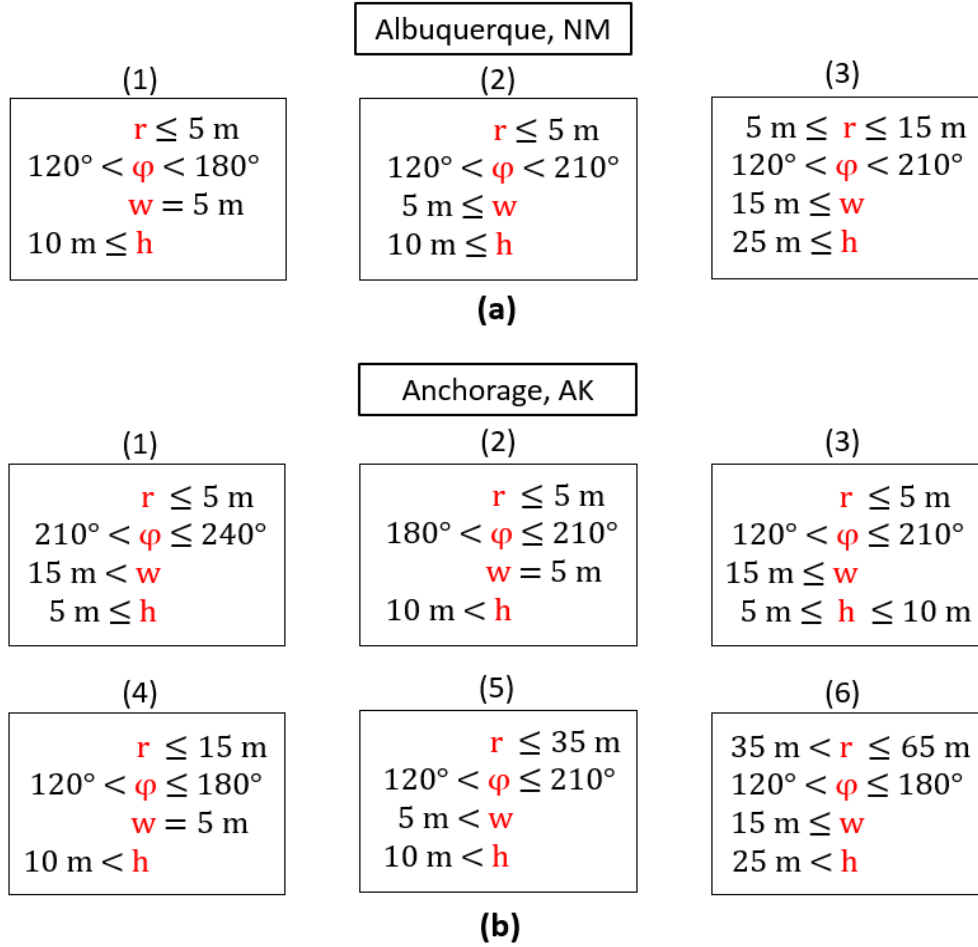 Albuquerque, NM
(1)
r ≤ 5 m
120° < φ < 180°
w = 5 m
10 m ≤ h
(2)
r ≤ 5 m
120° < φ < 210°
5 m ≤ w
10 m ≤ h
(3)
5 m ≤ r ≤ 15 m
120° < φ < 210°
15 m ≤ w
25 m ≤ h
(a)
Anchorage, AK
(1)
r ≤ 5 m
210° < φ ≤ 240°
15 m < w
5 m ≤ h
(2)
r ≤ 5 m
180° < φ ≤ 210°
w = 5 m
10 m < h
(3)
r ≤ 5 m
120° < φ ≤ 210°
15 m ≤ w
5 m ≤ h ≤ 10 m
(4)
r ≤ 15 m
120° < φ ≤ 180°
w = 5 m
10 m < h
(5)
r ≤ 35 m
120° < φ ≤ 210°
5 m < w
10 m < h
(6)
35 m < r ≤ 65 m
120° < φ ≤ 180°
15 m ≤ w
25 m < h
(b)